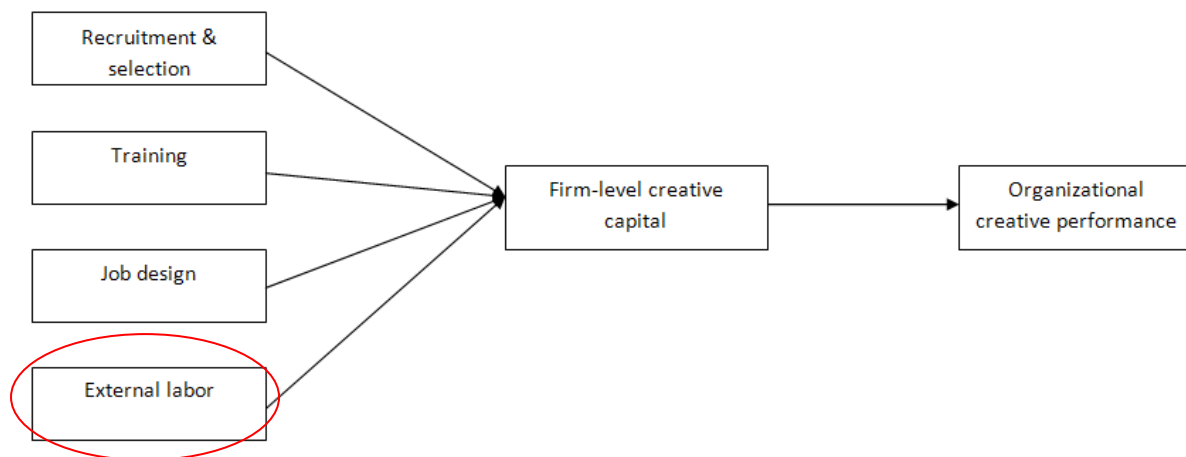 Recruitment &
selection
Training
Job design
External labor
Firm-level creative
capital
Organizational
creative performance